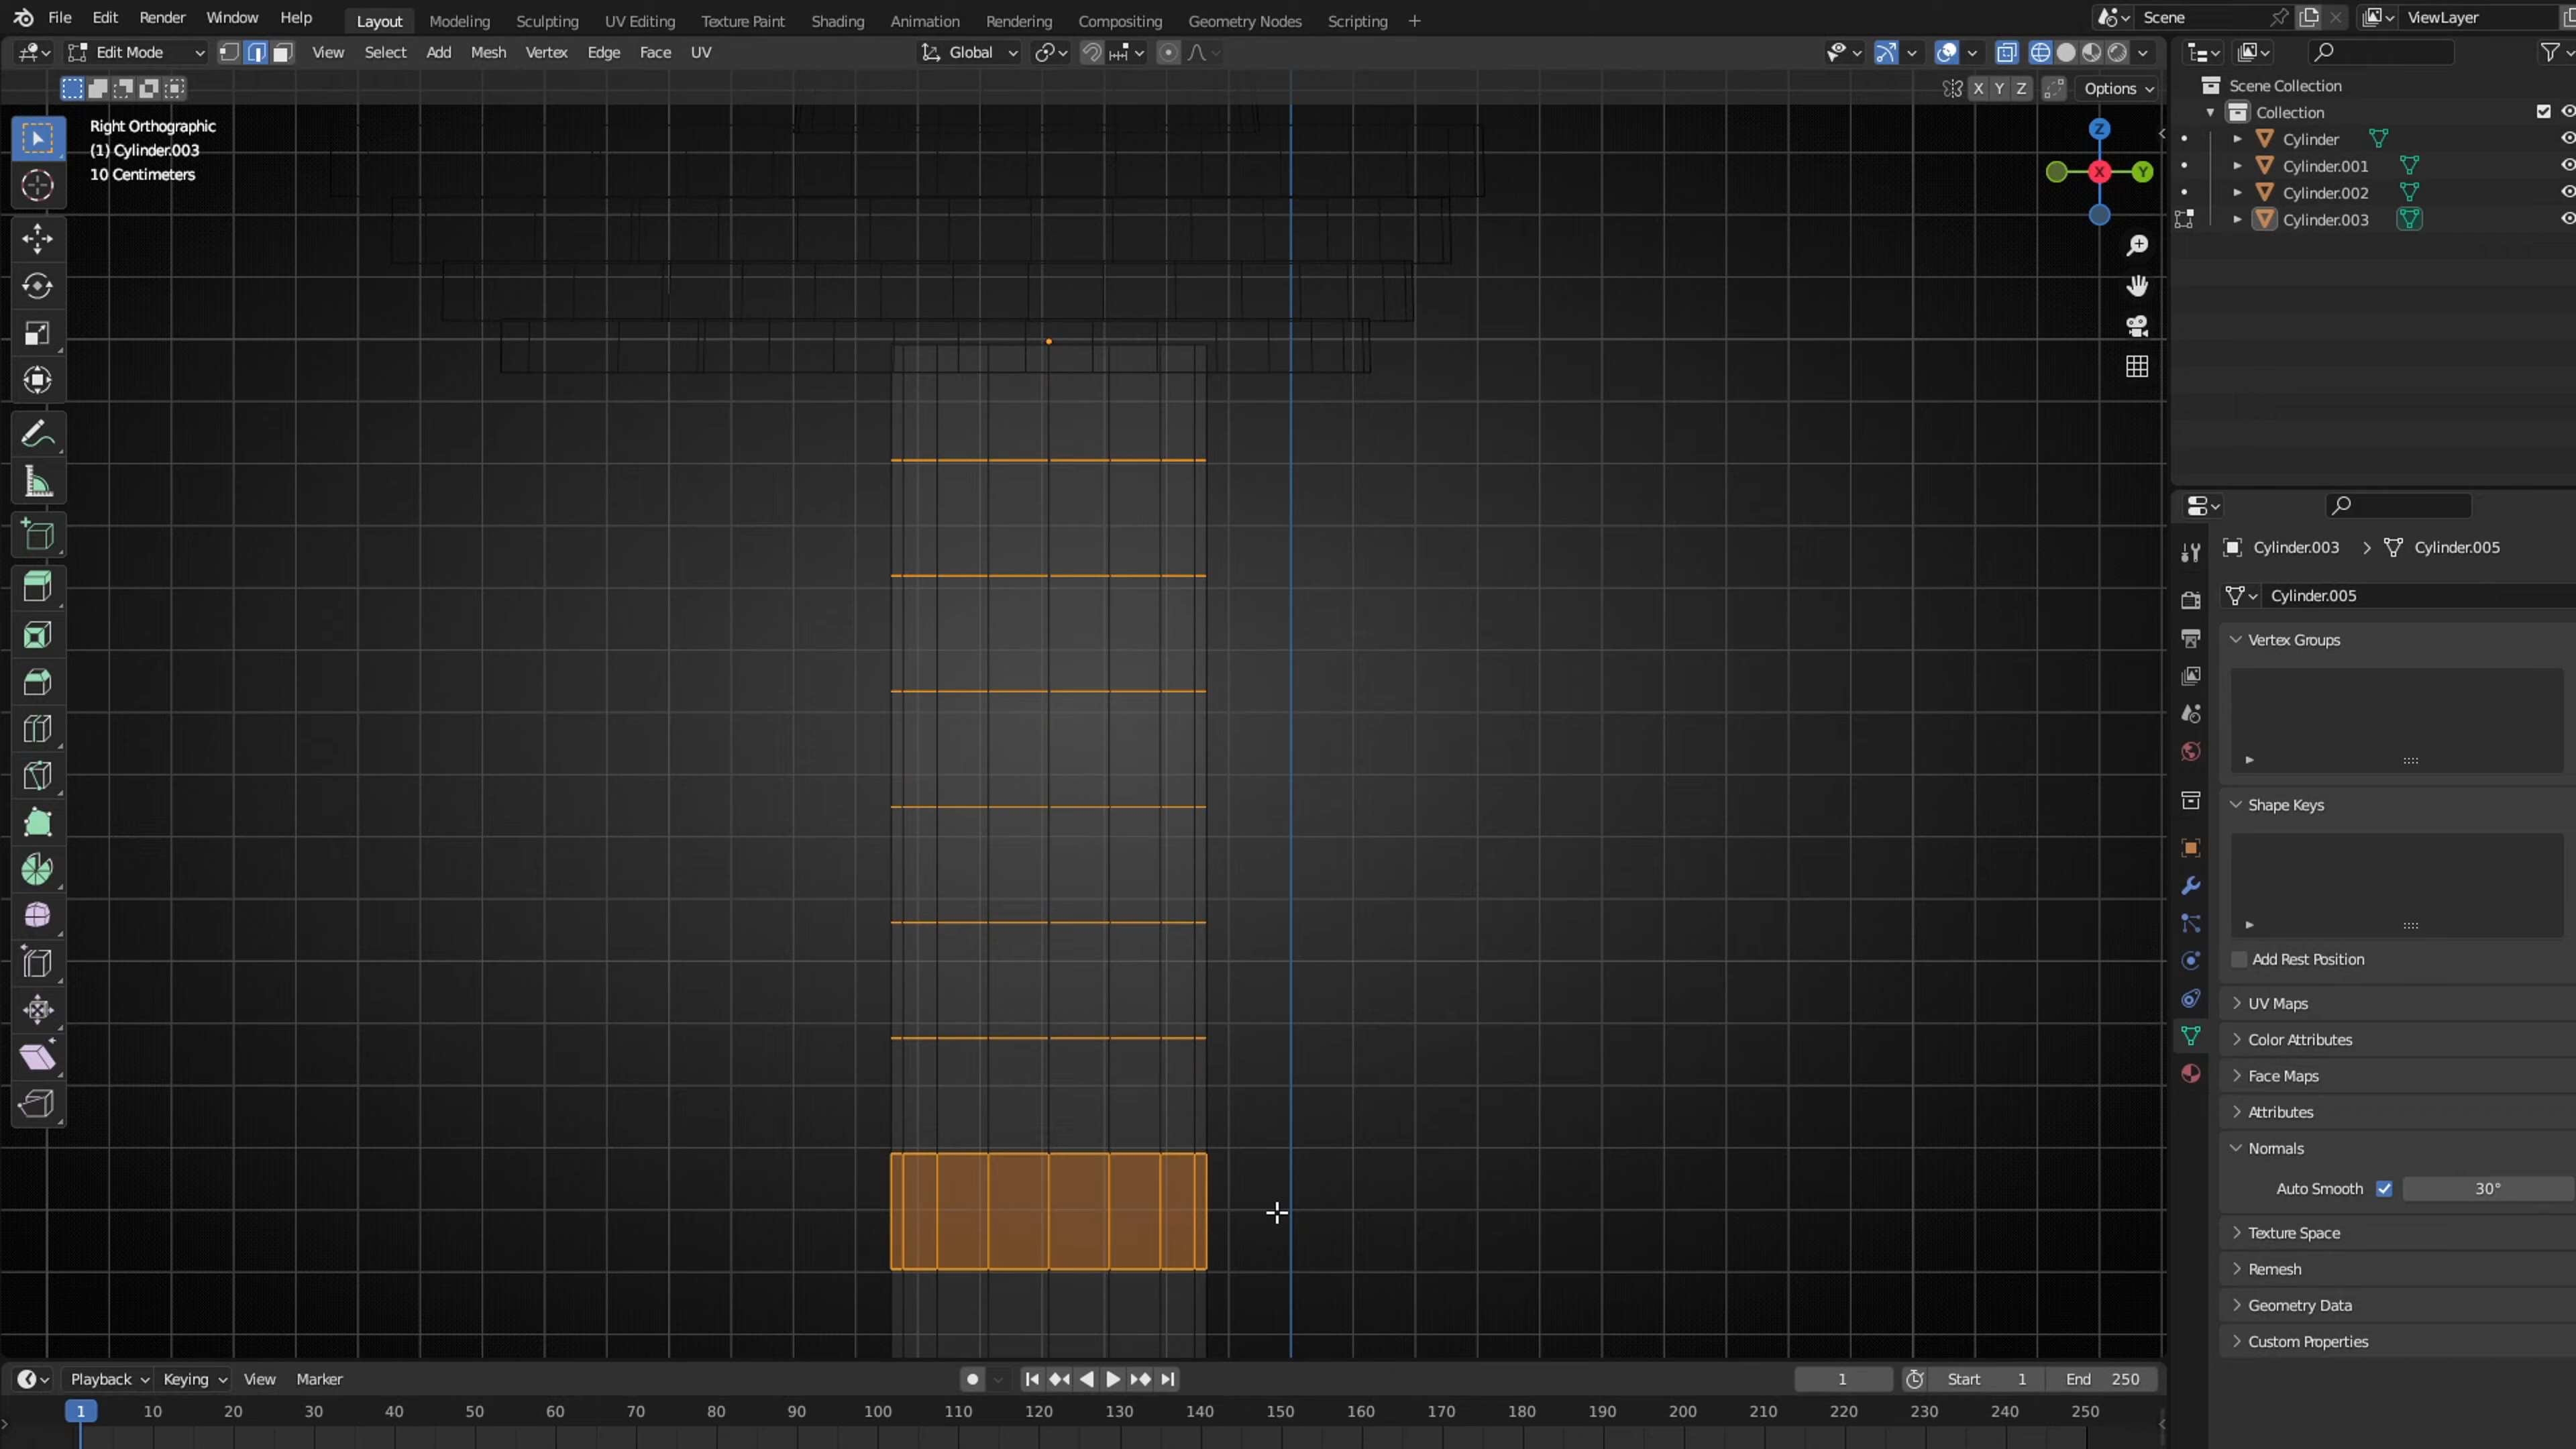 File Edit Render Window Help Layout Modeling Sculpting UV Editing Texture Paint Shading Animation Rendering Compositing Geometry Nodes Scripting + Scene ViewLayer
Edit Mode View Select Add Mesh Vertex Edge Face UV Global
X Y Z Options
Right Orthographic
(1) Cylinder.003
10 Centimeters
Z
X Y
Scene Collection
Collection
Cylinder
Cylinder.001
Cylinder.002
Cylinder.003
Cylinder.003 > Cylinder.005
Cylinder.005
Vertex Groups
Shape Keys
Add Rest Position
UV Maps
Color Attributes
Face Maps
Attributes
Normals
Auto Smooth 30°
Texture Space
Remesh
Geometry Data
Custom Properties
Playback Keying View Marker 1 Start 1 End 250
1 10 20 30 40 50 60 70 80 90 100 110 120 130 140 150 160 170 180 190 200 210 220 230 240 250